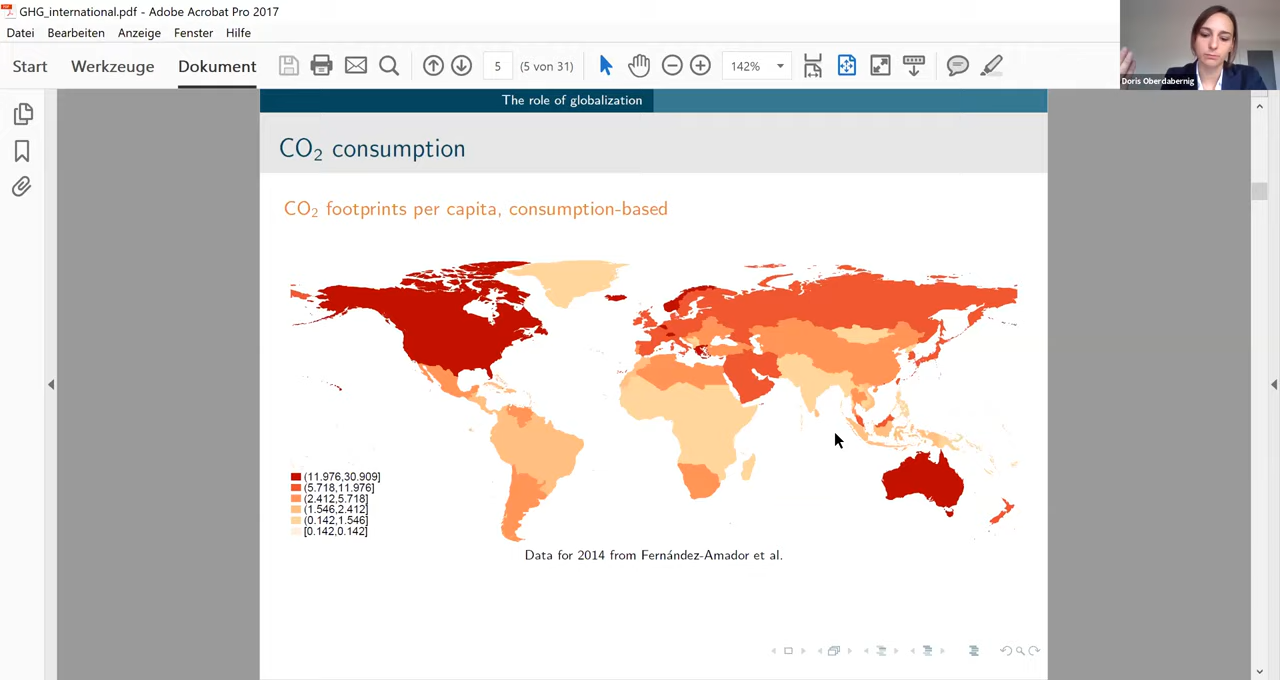 GHG_international.pdf - Adobe Acrobat Pro 2017
Datei Bearbeiten Anzeige Fenster Hilfe
Start Werkzeuge Dokument 5 (5 von 31) 142%
Doris Oberdabernig
The role of globalization
CO₂ consumption
CO₂ footprints per capita, consumption-based
(11.976,30.909]
(5.718,11.976]
(2.412,5.718]
(1.546,2.412]
(0.142,1.546]
[0.142,0.142]
Data for 2014 from Fernández-Amador et al.